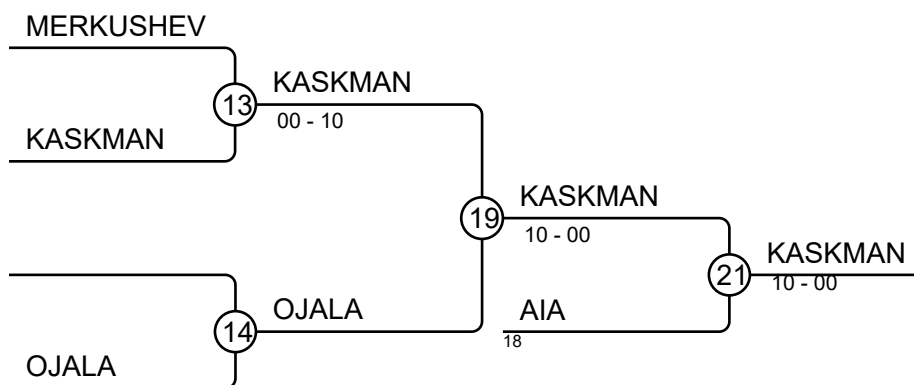 MERKUSHEV
KASKMAN
13
00 - 10
KASKMAN
KASKMAN
19
10 - 00
KASKMAN
21
10 - 00
OJALA
14
AIA
18
OJALA